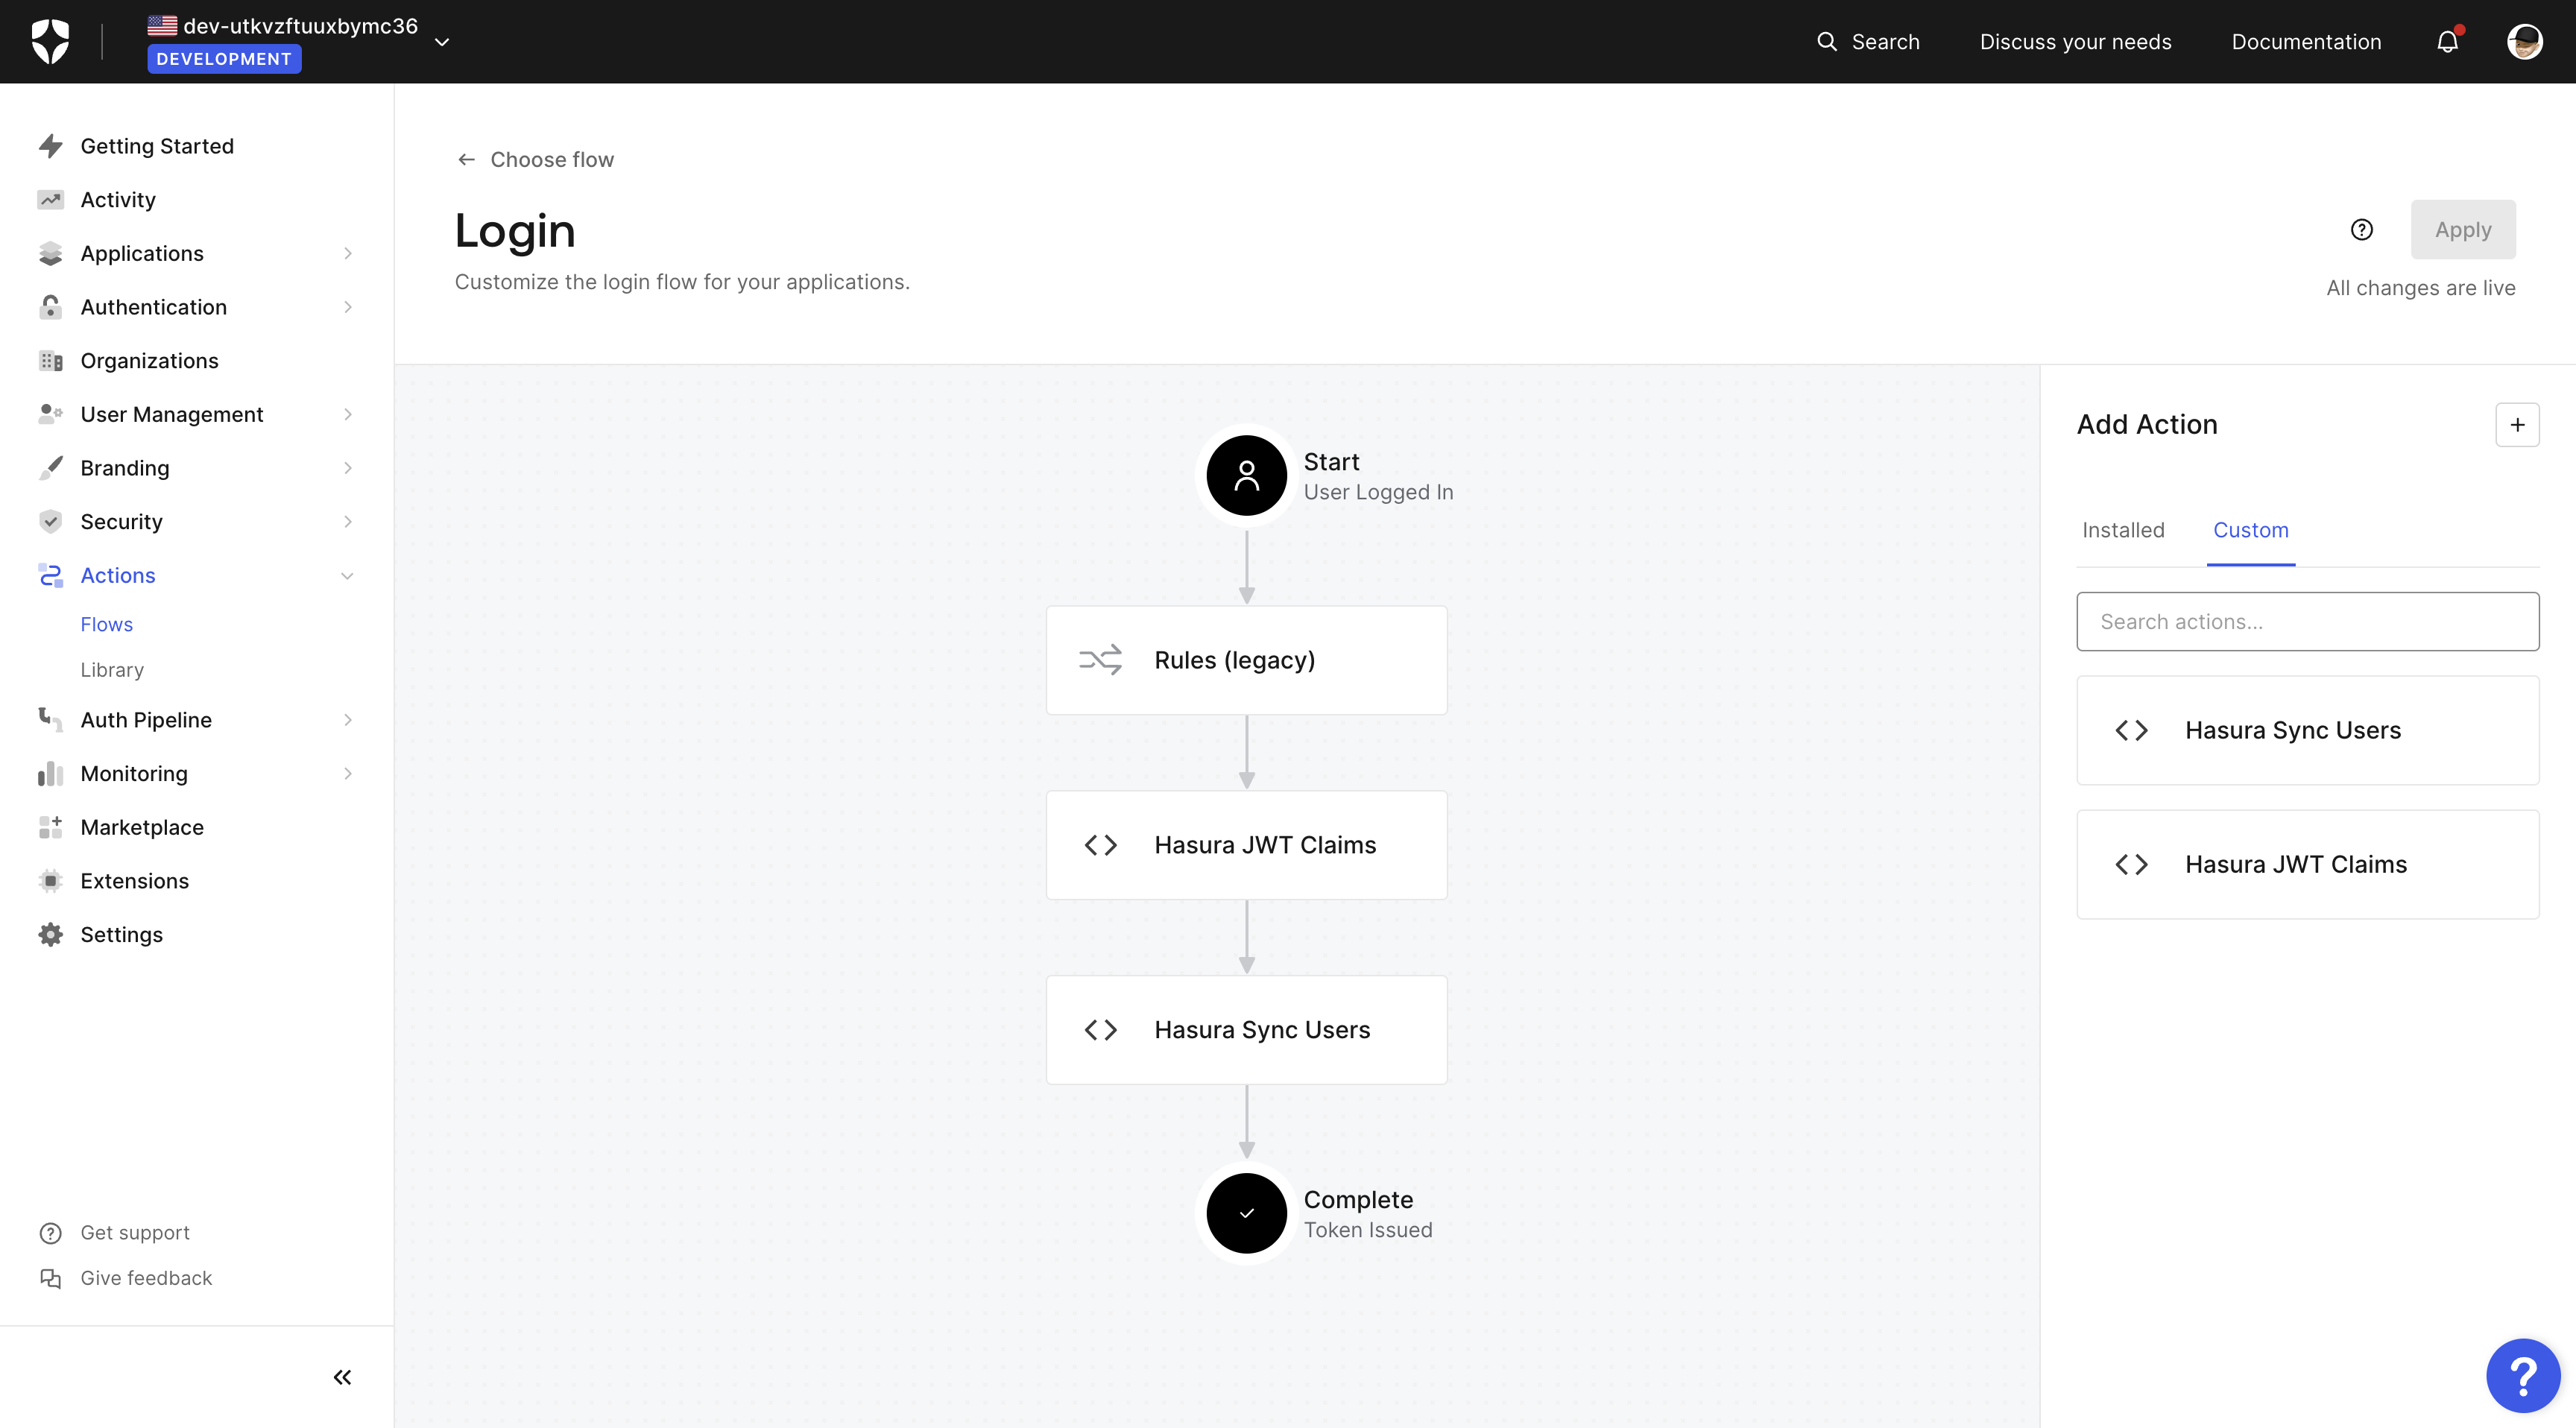 dev-utkvzftuuxbymc36
DEVELOPMENT
Search
Discuss your needs
Documentation
Getting Started
Activity
Applications
Authentication
Organizations
User Management
Branding
Security
Actions
Flows
Library
Auth Pipeline
Monitoring
Marketplace
Extensions
Settings
Get support
Give feedback
Choose flow
Login
Customize the login flow for your applications.
Apply
All changes are live
Start
User Logged In
Rules (legacy)
Hasura JWT Claims
Hasura Sync Users
Complete
Token Issued
Add Action
Installed
Custom
Search actions...
Hasura Sync Users
Hasura JWT Claims